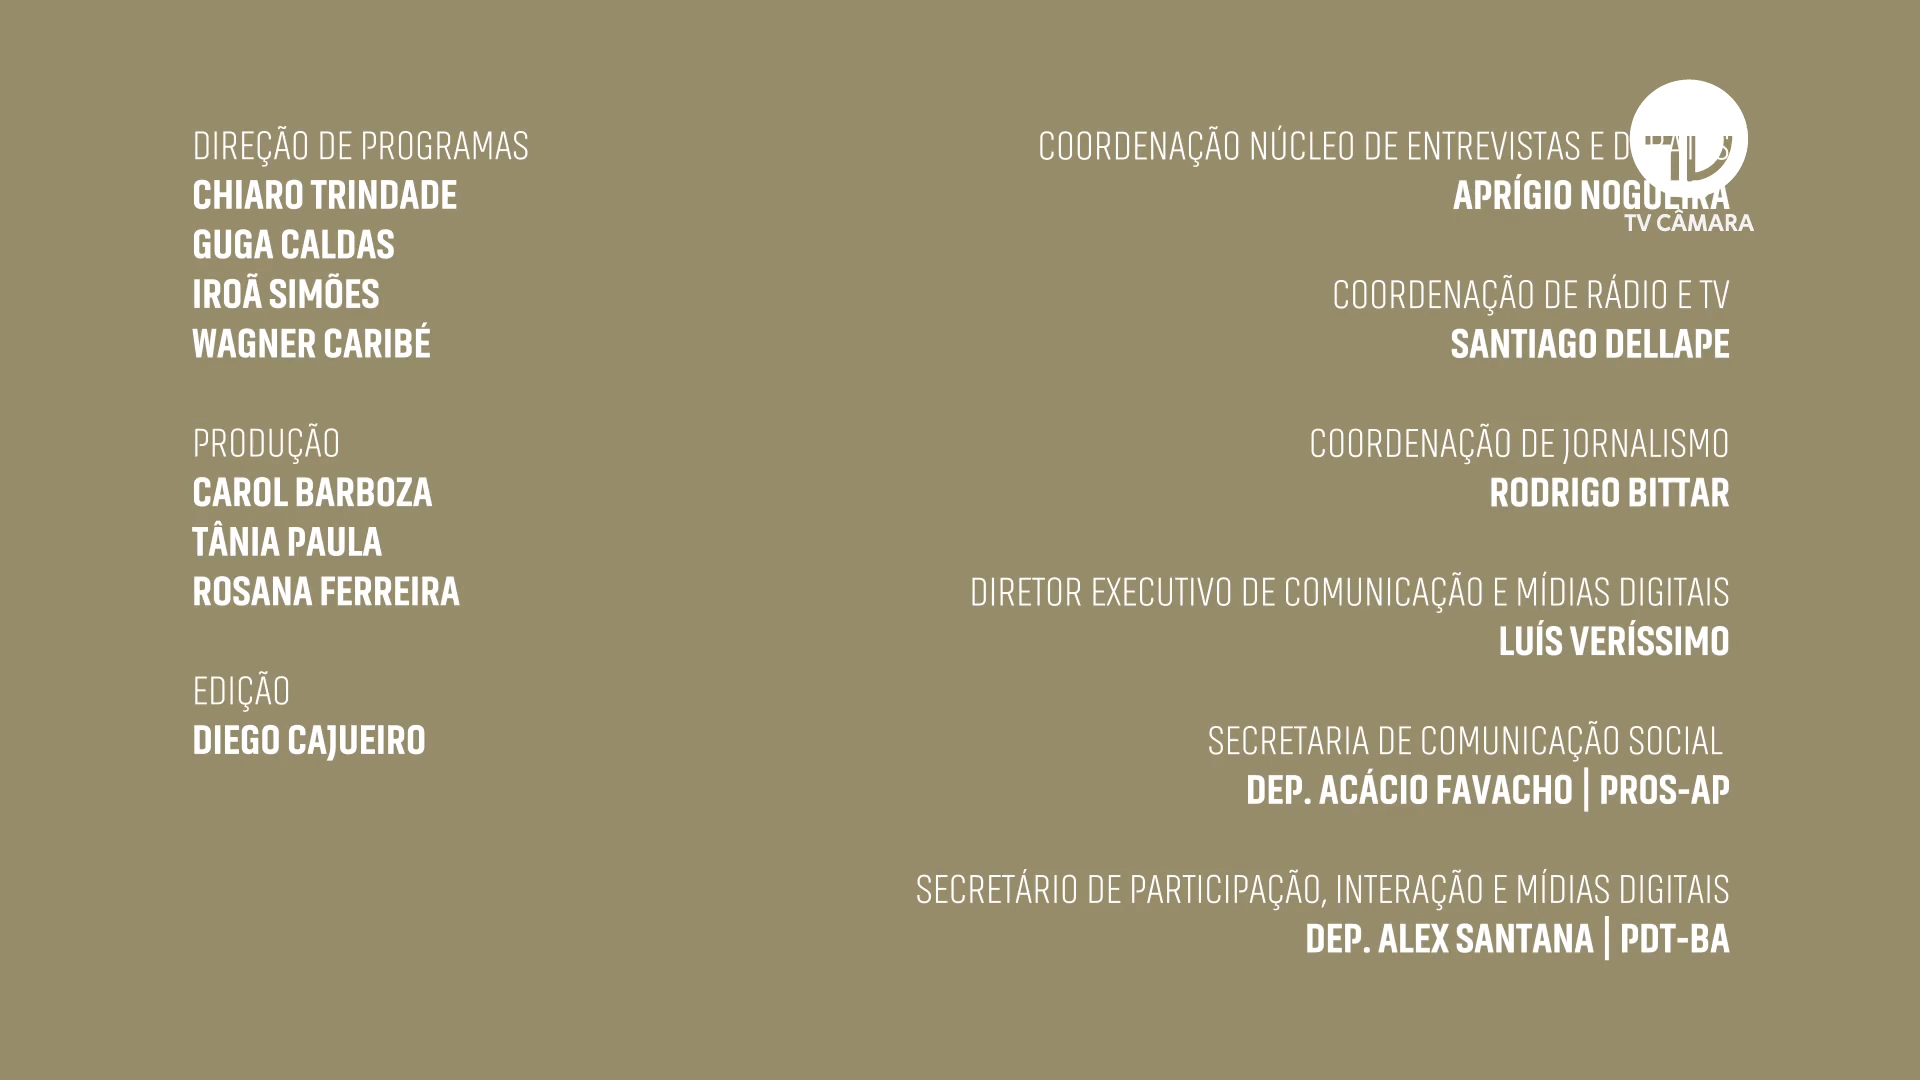 DIREÇÃO DE PROGRAMAS
CHIARO TRINDADE
GUGA CALDAS
IROÃ SIMÕES
WAGNER CARIBÉ
PRODUÇÃO
CAROL BARBOZA
TÂNIA PAULA
ROSANA FERREIRA
EDIÇÃO
DIEGO CAJUEIRO
COORDENAÇÃO NÚCLEO DE ENTREVISTAS E
APRÍGIO NOGUEIRA
TV CÂMARA
COORDENAÇÃO DE RÁDIO E TV
SANTIAGO DELLAPE
COORDENAÇÃO DE JORNALISMO
RODRIGO BITTAR
DIRETOR EXECUTIVO DE COMUNICAÇÃO E MÍDIAS DIGITAIS
LUÍS VERÍSSIMO
SECRETARIA DE COMUNICAÇÃO SOCIAL
DEP. ACÁCIO FAVACHO | PROS-AP
SECRETÁRIO DE PARTICIPAÇÃO, INTERAÇÃO E MÍDIAS DIGITAIS
DEP. ALEX SANTANA | PDT-BA